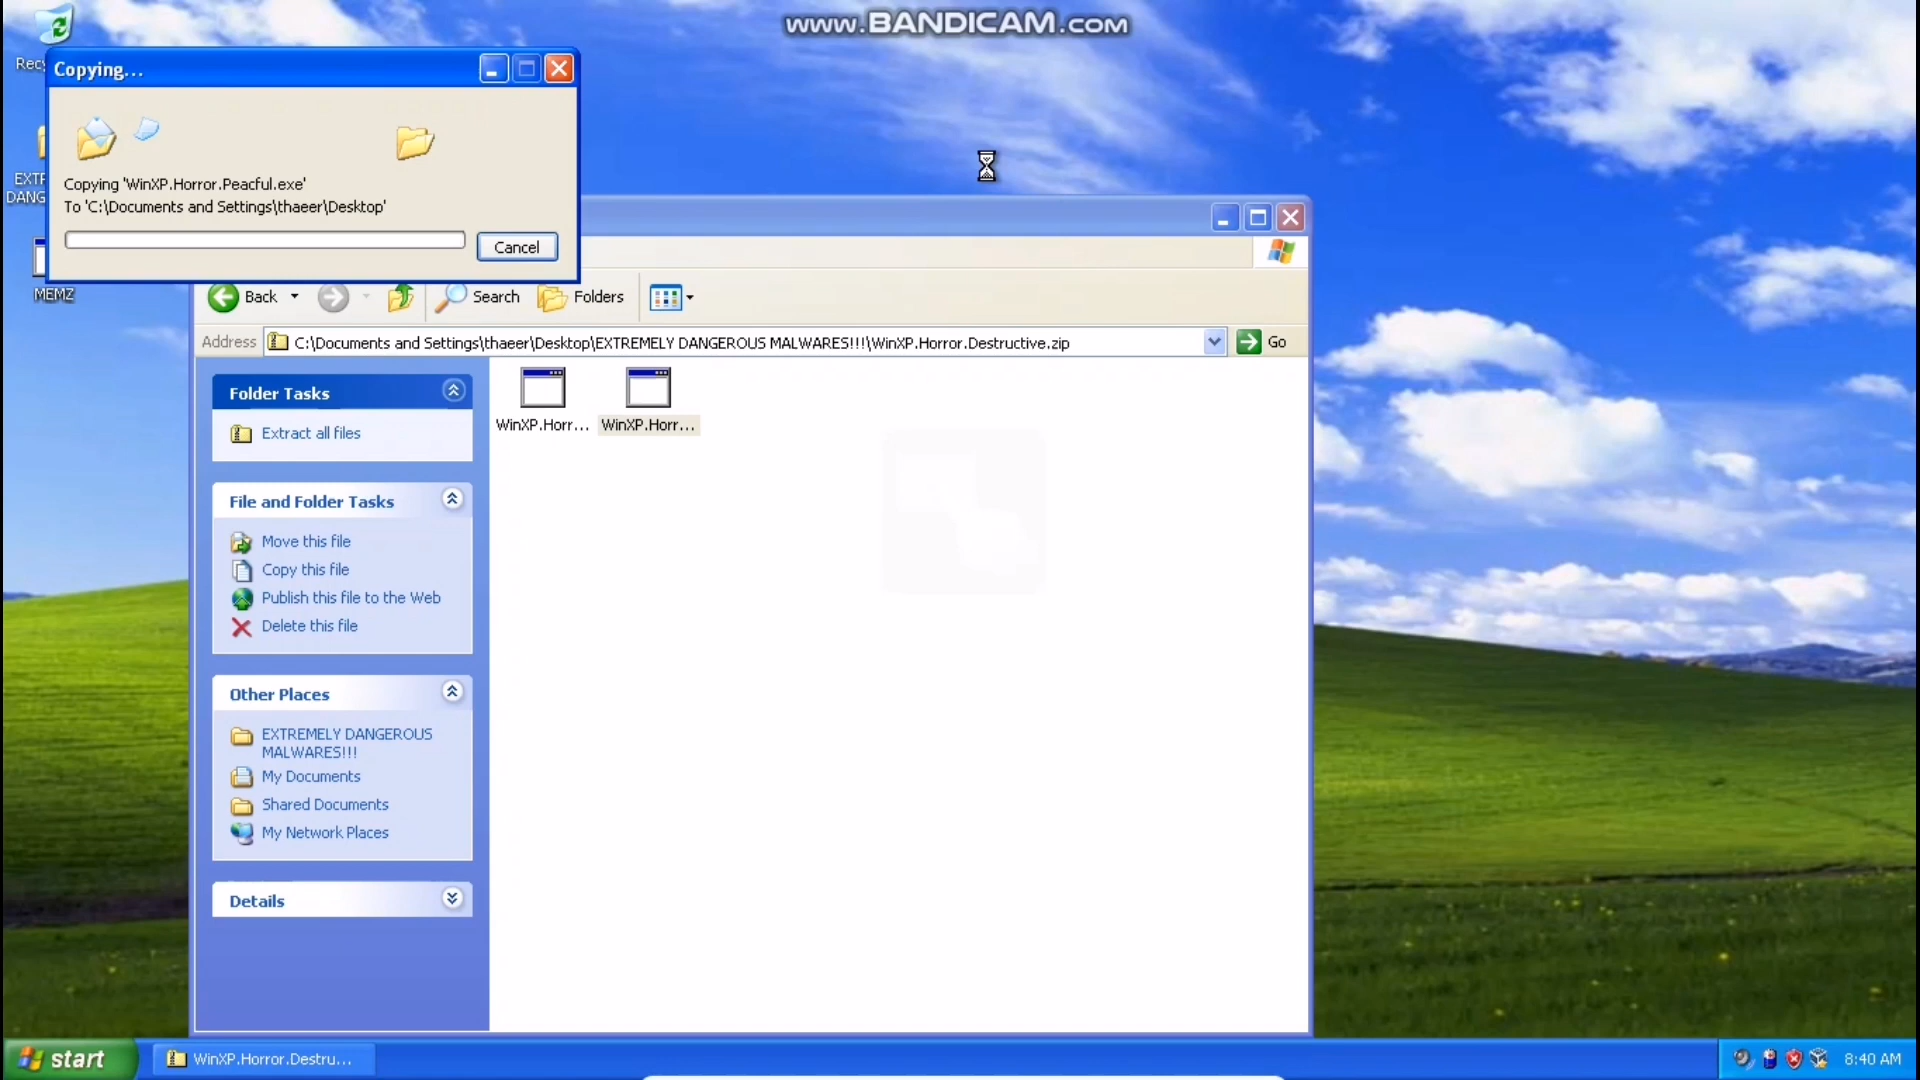 www.BANDICAM.com
Recy
Copying...
Copying 'WinXP.Horror.Peacful.exe'
To 'C:\Documents and Settings\thaeer\Desktop'
Cancel
EXTR
DANG
MEMZ
Back
Search
Folders
Address
C:\Documents and Settings\thaeer\Desktop\EXTREMELY DANGEROUS MALWARES!!!\WinXP.Horror.Destructive.zip
Go
Folder Tasks
Extract all files
WinXP.Horr...
WinXP.Horr...
File and Folder Tasks
Move this file
Copy this file
Publish this file to the Web
Delete this file
Other Places
EXTREMELY DANGEROUS
MALWARES!!!
My Documents
Shared Documents
My Network Places
Details
start
WinXP.Horror.Destru...
8:40 AM